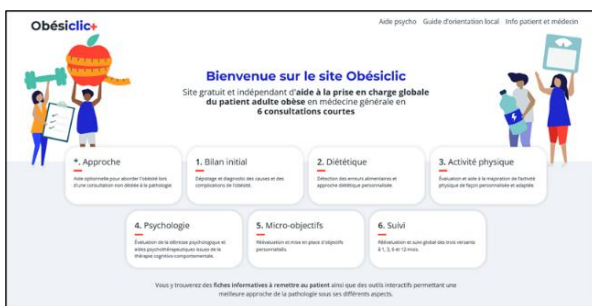 Obésiclic+
Aide psycho Guide d'orientation local Info patient et médecin
Bienvenue sur le site Obésiclic
Site gratuit et indépendant d'aide à la prise en charge globale
du patient adulte obèse en médecine générale en
6 consultations courtes
*. Approche
Aide optionnelle pour aborder l'obésité lors
d'une consultation non dédiée à la pathologie
1. Bilan initial
Dépistage et diagnostic des causes et des
complications de l'obésité.
2. Diététique
Détection des erreurs alimentaires et
approche diététique personnalisée.
3. Activité physique
Évaluation et aide à la majoration de l'activité
physique de façon personnalisée et adaptée.
4. Psychologie
Évaluation de la détresse psychologique et
aides psychothérapeutiques issues de la
thérapie cognitivo comportementale.
5. Micro-objectifs
Réévaluation et mise en place d'objectifs
personnalisés.
6. Suivi
Réévaluation et suivi global des trois versants
à 1, 3, 6 et 12 mois.
Vous y trouverez des fiches informatives à remettre au patient ainsi que des outils interactifs permettant une
meilleure approche de la pathologie sous ses différents aspects.